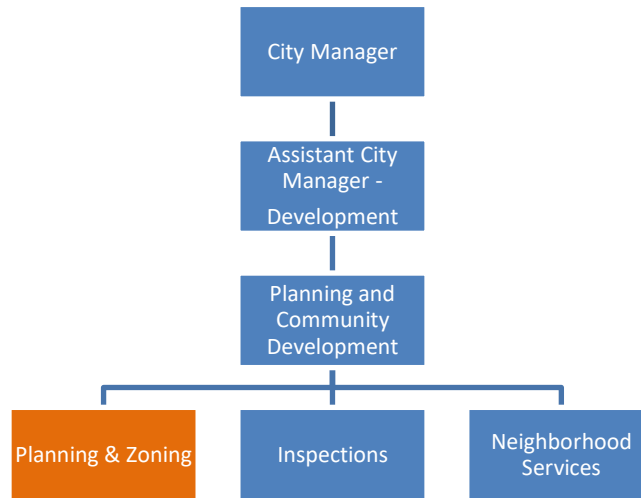 City Manager
Assistant City
Manager -
Development
Planning and
Community
Development
Planning & Zoning
Inspections
Neighborhood
Services